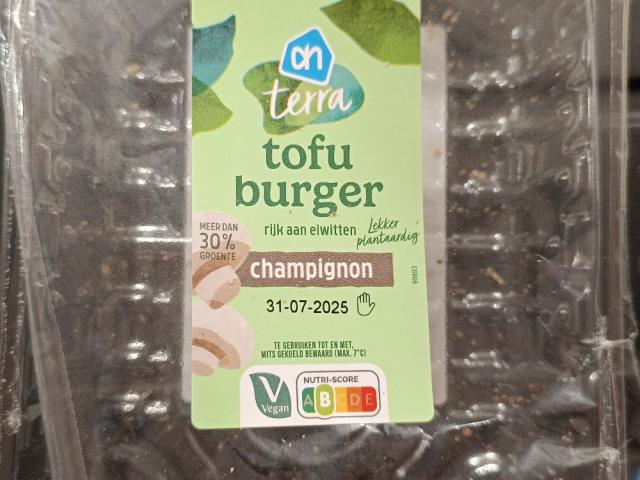 ah
terra
tofu
burger
rijk aan eiwitten
Lekker
plantaardig
MEER DAN
30%
GROENTE
champignon
31-07-2025
TE GEBRUIKEN TOT EN MET,
MITS GEKOELD BEWAARD (MAX. 7°C)
V
Vegan
NUTRI-SCORE
A B C D E